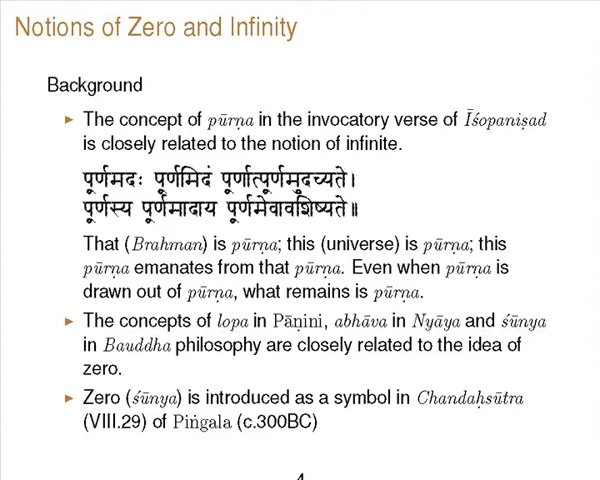 Notions of Zero and Infinity
Background
▸ The concept of pūrṇa in the invocatory verse of Īśopaniṣad
is closely related to the notion of infinite.
पूर्णमदः पूर्णमिदं पूर्णात्पूर्णमुदच्यते।
पूर्णस्य पूर्णमादाय पूर्णमेवावशिष्यते॥
That (Brahman) is pūrṇa; this (universe) is pūrṇa; this
pūrṇa emanates from that pūrṇa. Even when pūrṇa is
drawn out of pūrṇa, what remains is pūrṇa.
▸ The concepts of lopa in Pāṇini, abhāva in Nyāya and śūnya
in Bauddha philosophy are closely related to the idea of
zero.
▸ Zero (śūnya) is introduced as a symbol in Chandaḥsūtra
(VIII.29) of Piṅgala (c.300BC)
4